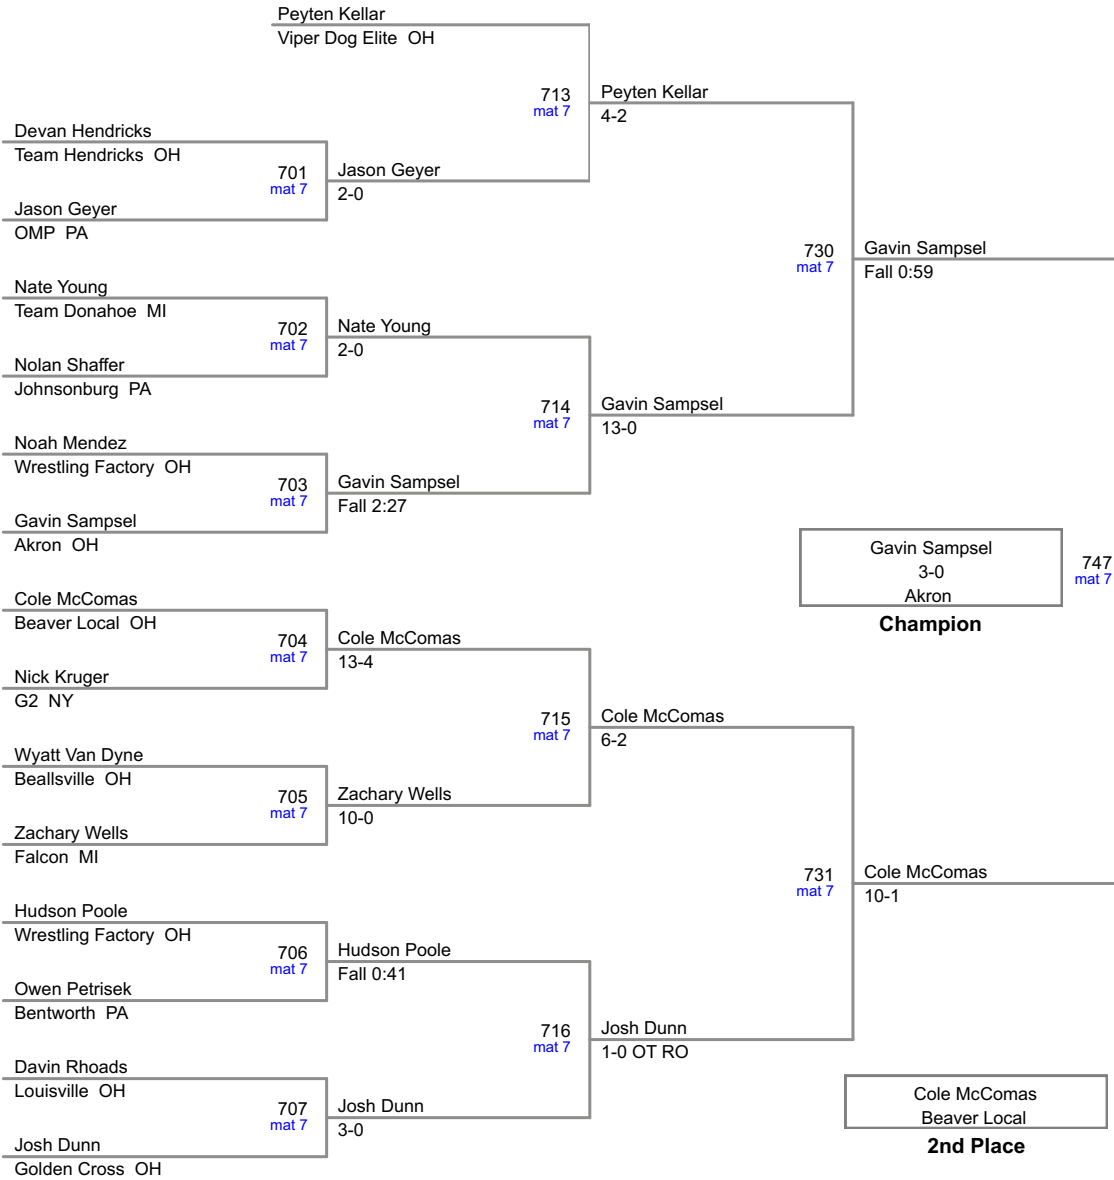 Peyten Kellar
Viper Dog Elite  OH
713
mat 7
Peyten Kellar
4-2
Devan Hendricks
Team Hendricks  OH
701
mat 7
Jason Geyer
2-0
Jason Geyer
OMP  PA
730
mat 7
Gavin Sampsel
Fall 0:59
Nate Young
Team Donahoe  MI
702
mat 7
Nate Young
2-0
Nolan Shaffer
Johnsonburg  PA
714
mat 7
Gavin Sampsel
13-0
Noah Mendez
Wrestling Factory  OH
703
mat 7
Gavin Sampsel
Fall 2:27
Gavin Sampsel
Akron  OH
Gavin Sampsel
3-0
Akron
Champion
747
mat 7
Cole McComas
Beaver Local  OH
704
mat 7
Cole McComas
13-4
Nick Kruger
G2  NY
715
mat 7
Cole McComas
6-2
Wyatt Van Dyne
Beallsville  OH
705
mat 7
Zachary Wells
10-0
Zachary Wells
Falcon  MI
731
mat 7
Cole McComas
10-1
Hudson Poole
Wrestling Factory  OH
706
mat 7
Hudson Poole
Fall 0:41
Owen Petrisek
Bentworth  PA
716
mat 7
Josh Dunn
1-0 OT RO
Davin Rhoads
Louisville  OH
707
mat 7
Josh Dunn
3-0
Josh Dunn
Golden Cross  OH
Cole McComas
Beaver Local
2nd Place